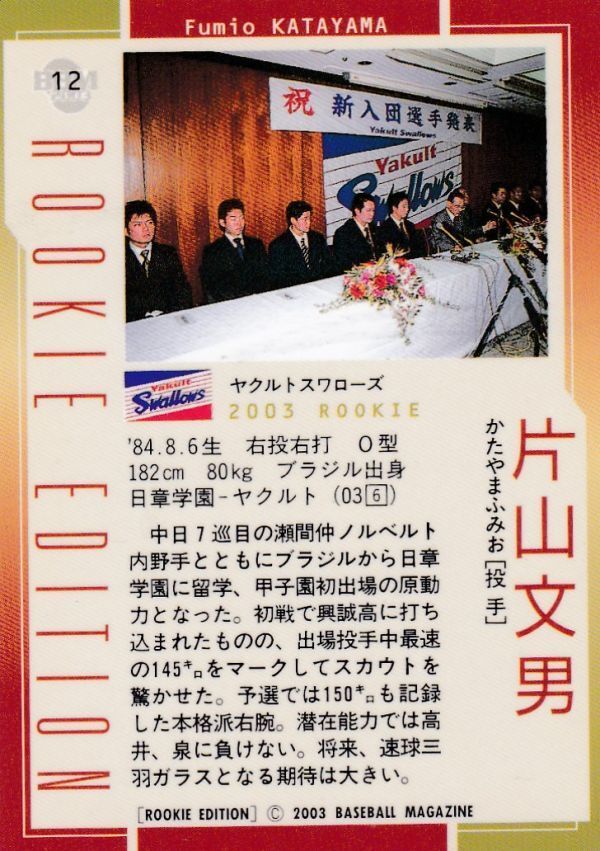 Fumio KATAYAMA
12
BBM
ROOKIE EDITION
祝 新入団選手発表
Yakult Swallows
Yakult
Swallows
Yakult
Swallows
ヤクルトスワローズ
2003 ROOKIE
'84.8.6生 右投右打 O型
182cm 80kg ブラジル出身
日章学園-ヤクルト (03 6)
片山文男
かたやまふみお[投手]
中日7巡目の瀬間仲ノルベルト
内野手とともにブラジルから日章
学園に留学、甲子園初出場の原動
力となった。初戦で興誠高に打ち
込まれたものの、出場投手中最速
の145㌔をマークしてスカウトを
驚かせた。予選では150㌔も記録
した本格派右腕。潜在能力では高
井、泉に負けない。将来、速球三
羽ガラスとなる期待は大きい。
[ROOKIE EDITION] © 2003 BASEBALL MAGAZINE